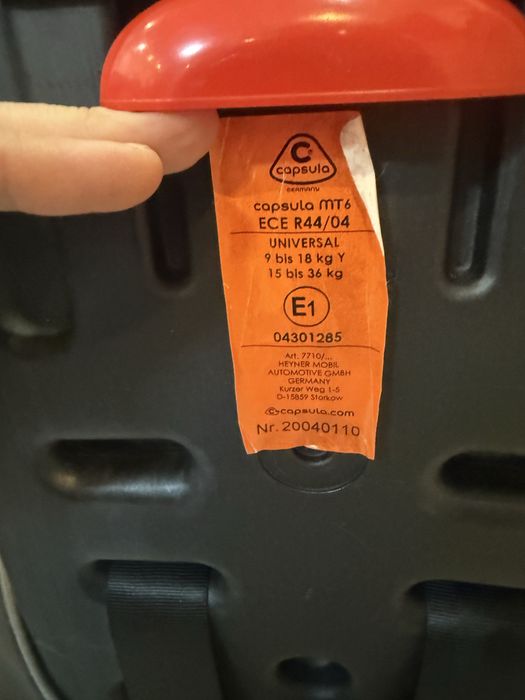 C
capsula
GERMANY
capsula MT6
ECE R44/04
UNIVERSAL
9 bis 18 kg Y
15 bis 36 kg
E1
04301285
Art. 7710/...
HEYNER MOBIL
AUTOMOTIVE GMBH
GERMANY
Kurzer Weg 1-5
D-15859 Storkow
capsula.com
Nr. 20040110